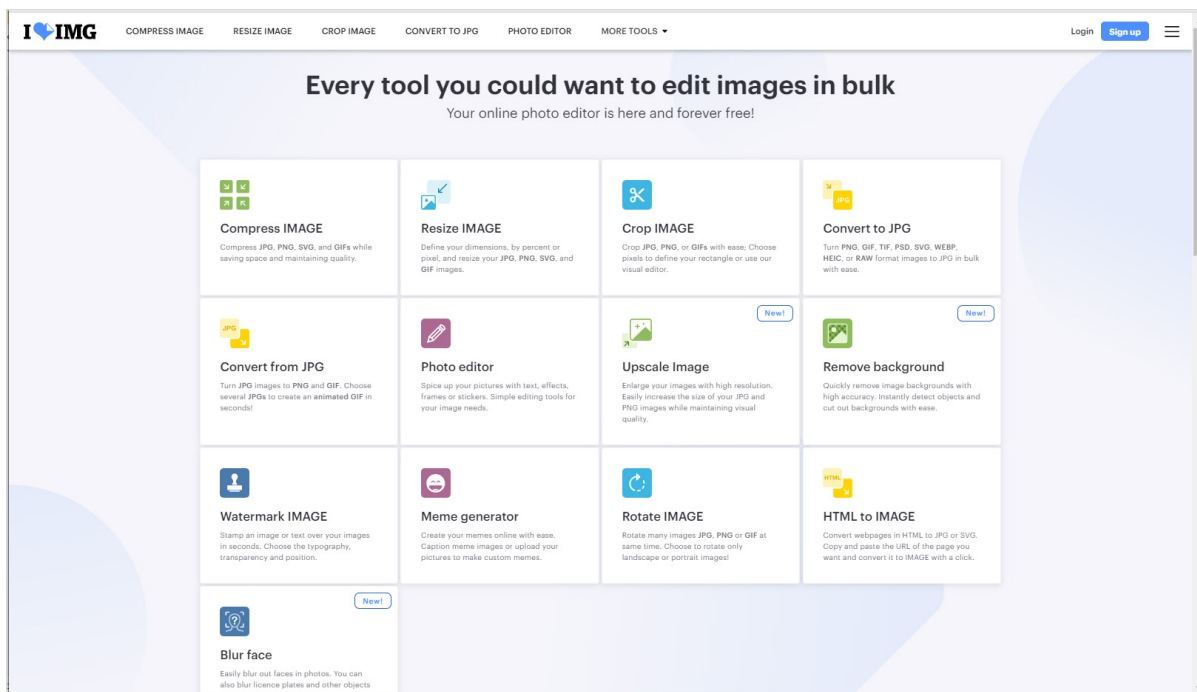 I IMG
COMPRESS IMAGE
RESIZE IMAGE
CROP IMAGE
CONVERT TO JPG
PHOTO EDITOR
MORE TOOLS
Login
Sign up
Every tool you could want to edit images in bulk
Your online photo editor is here and forever free!
Compress IMAGE
Compress JPG, PNG, SVG, and GIFs while
saving space and maintaining quality.
Resize IMAGE
Define your dimensions, by percent or
pixel, and resize your JPG, PNG, SVG, and
GIF images.
Crop IMAGE
Crop JPG, PNG, or GIFs with ease; Choose
pixels to define your rectangle or use our
visual editor.
JPG
Convert to JPG
Turn PNG, GIF, TIF, PSD, SVG, WEBP,
HEIC, or RAW format images to JPG in bulk
with ease.
JPG
Convert from JPG
Turn JPG images to PNG and GIF. Choose
several JPGs to create an animated GIF in
seconds!
Photo editor
Spice up your pictures with text, effects,
frames or stickers. Simple editing tools for
your image needs.
New!
Upscale Image
Enlarge your images with high resolution.
Easily increase the size of your JPG and
PNG images while maintaining visual
quality.
New!
Remove background
Quickly remove image backgrounds with
high accuracy. Instantly detect objects and
cut out backgrounds with ease.
Watermark IMAGE
Stamp an image or text over your images
in seconds. Choose the typography,
transparency and position.
Meme generator
Create your memes online with ease.
Caption meme images or upload your
pictures to make custom memes.
Rotate IMAGE
Rotate many images JPG, PNG or GIF at
same time. Choose to rotate only
landscape or portrait images!
HTML
HTML to IMAGE
Convert webpages in HTML to JPG or SVG.
Copy and paste the URL of the page you
want and convert it to IMAGE with a click.
New!
?
Blur face
Easily blur out faces in photos. You can
also blur licence plates and other objects